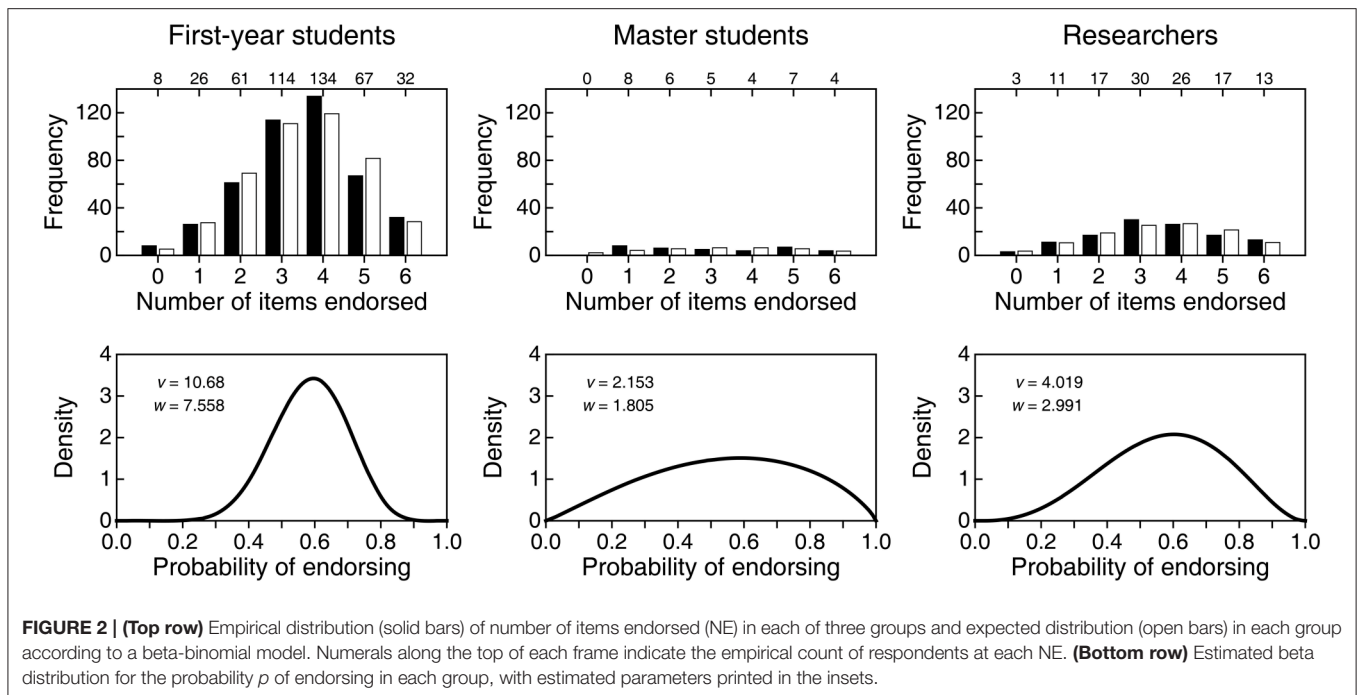 First-year students
8 26 61 114 134 67 32
120
80
40
0
Frequency
0 1 2 3 4 5 6
Number of items endorsed
Master students
0 8 6 5 4 7 4
120
80
40
0
Frequency
0 1 2 3 4 5 6
Number of items endorsed
Researchers
3 11 17 30 26 17 13
120
80
40
0
Frequency
0 1 2 3 4 5 6
Number of items endorsed
4
3
2
1
0
Density
v = 10.68
w = 7.558
0.0 0.2 0.4 0.6 0.8 1.0
Probability of endorsing
4
3
2
1
0
Density
v = 2.153
w = 1.805
0.0 0.2 0.4 0.6 0.8 1.0
Probability of endorsing
4
3
2
1
0
Density
v = 4.019
w = 2.991
0.0 0.2 0.4 0.6 0.8 1.0
Probability of endorsing
FIGURE 2 | (Top row) Empirical distribution (solid bars) of number of items endorsed (NE) in each of three groups and expected distribution (open bars) in each group
according to a beta-binomial model. Numerals along the top of each frame indicate the empirical count of respondents at each NE. (Bottom row) Estimated beta
distribution for the probability p of endorsing in each group, with estimated parameters printed in the insets.